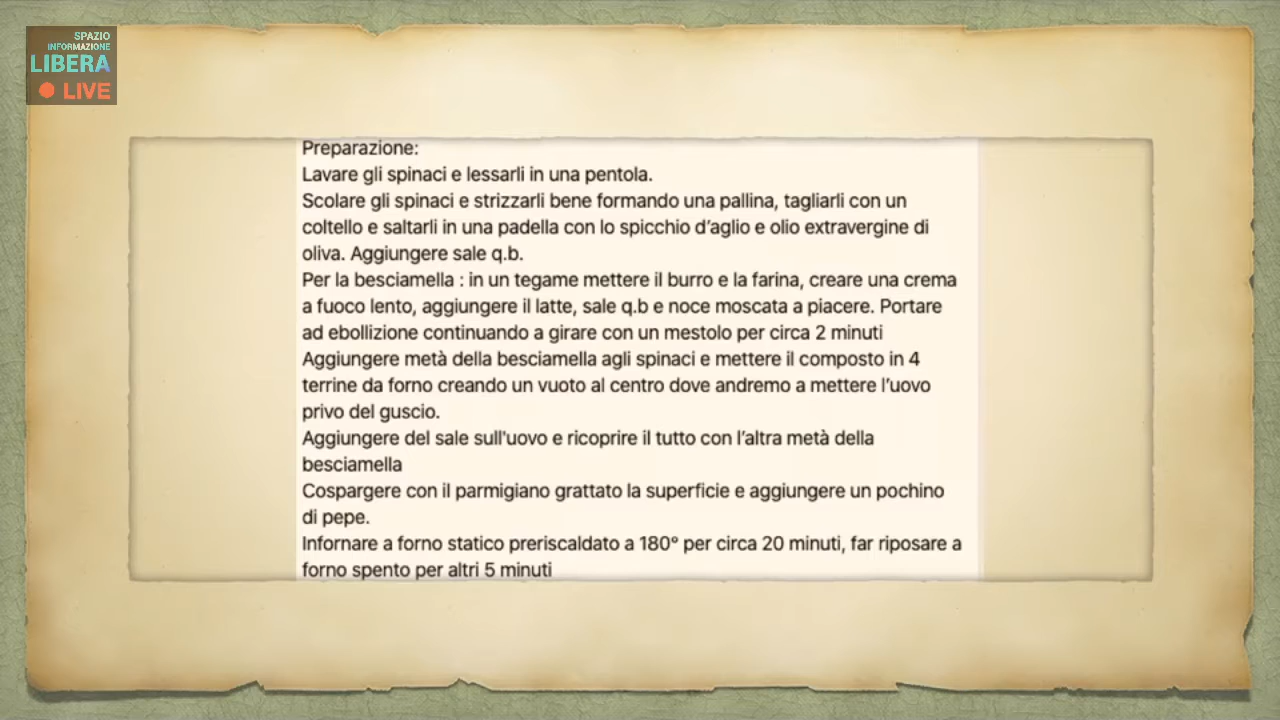 SPAZIO
INFORMAZIONE
LIBERA
LIVE
Preparazione:
Lavare gli spinaci e lessarli in una pentola.
Scolare gli spinaci e strizzarli bene formando una pallina, tagliarli con un
coltello e saltarli in una padella con lo spicchio d’aglio e olio extravergine di
oliva. Aggiungere sale q.b.
Per la besciamella : in un tegame mettere il burro e la farina, creare una crema
a fuoco lento, aggiungere il latte, sale q.b e noce moscata a piacere. Portare
ad ebollizione continuando a girare con un mestolo per circa 2 minuti
Aggiungere metà della besciamella agli spinaci e mettere il composto in 4
terrine da forno creando un vuoto al centro dove andremo a mettere l’uovo
privo del guscio.
Aggiungere del sale sull'uovo e ricoprire il tutto con l’altra metà della
besciamella
Cospargere con il parmigiano grattato la superficie e aggiungere un pochino
di pepe.
Infornare a forno statico preriscaldato a 180° per circa 20 minuti, far riposare a
forno spento per altri 5 minuti